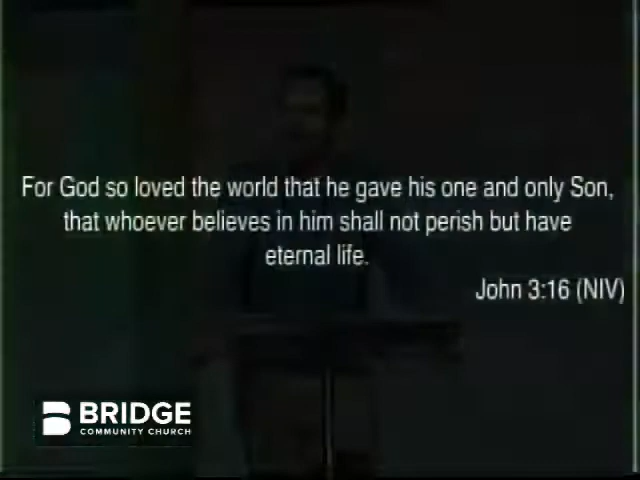 For God so loved the world that he gave his one and only Son,
that whoever believes in him shall not perish but have
eternal life.
John 3:16 (NIV)
BRIDGE
COMMUNITY CHURCH